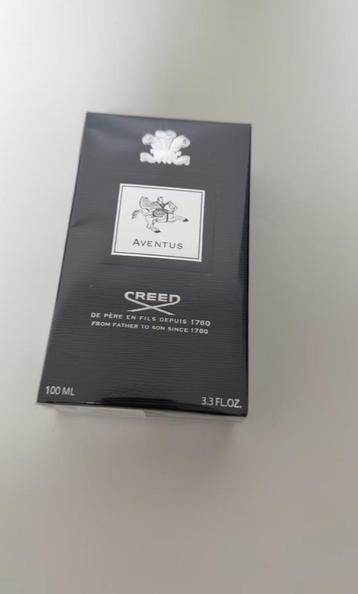 AVENTUS
CREED
DE PÈRE EN FILS DEPUIS 1760
FROM FATHER TO SON SINCE 1760
100 ML
3.3 FL.OZ.